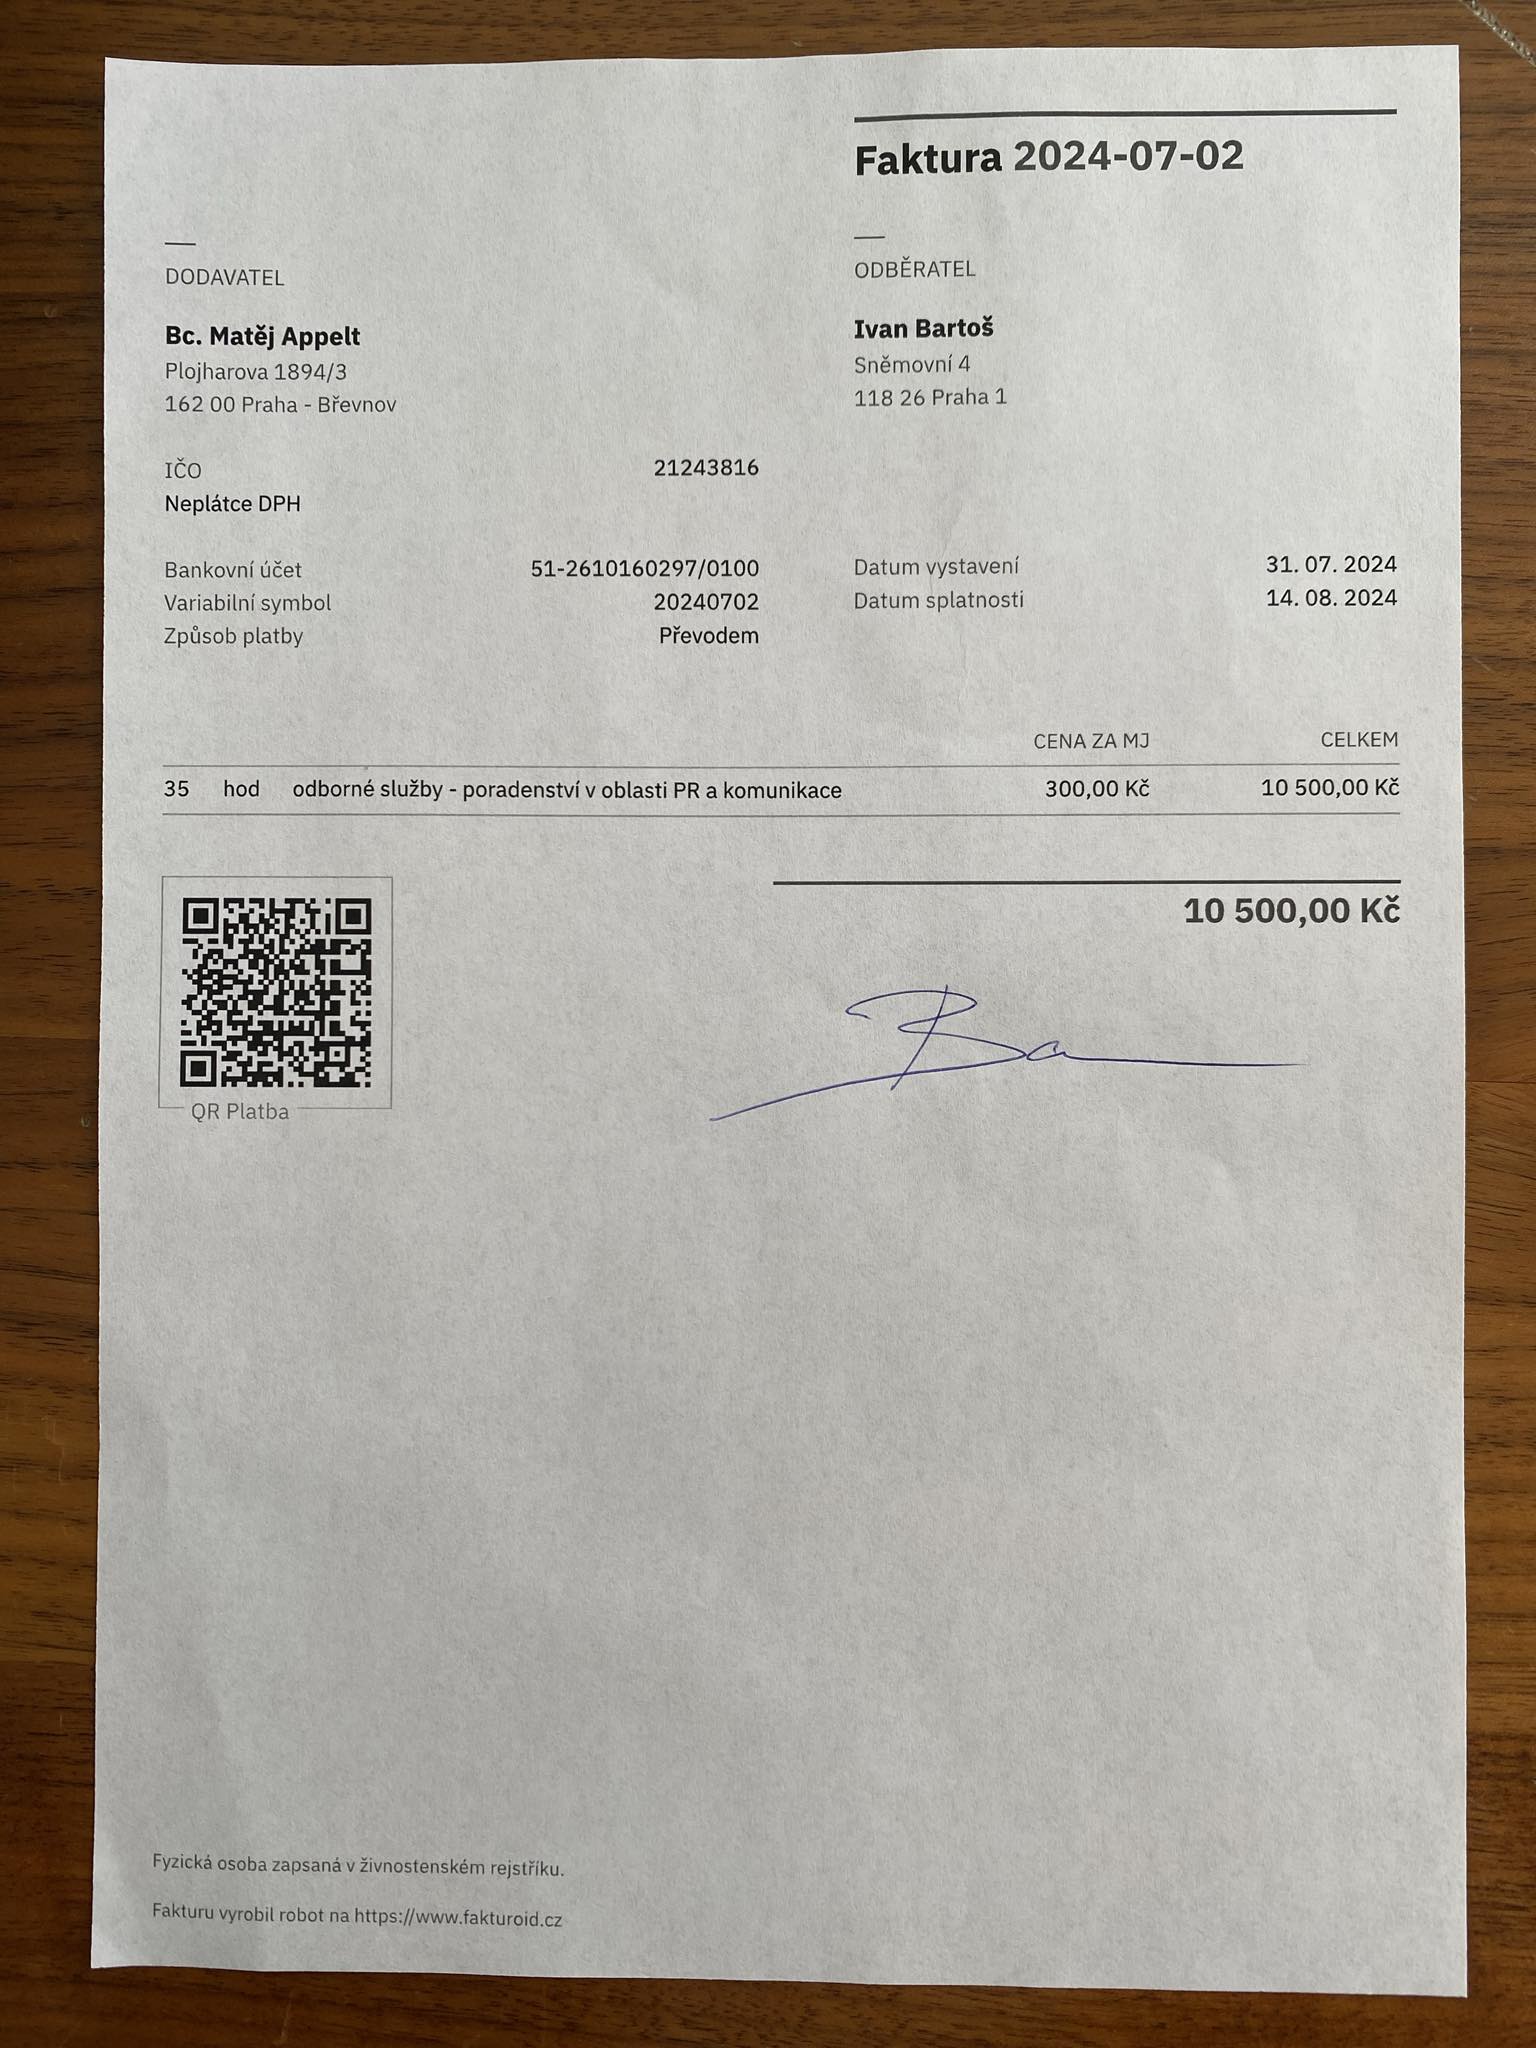 Faktura 2024-07-02
DODAVATEL
Bc. Matěj Appelt
Plojharova 1894/3
162 00 Praha - Břevnov
IČO 21243816
Neplátce DPH
Bankovní účet 51-2610160297/0100
Variabilní symbol 20240702
Způsob platby Převodem
ODBĚRATEL
Ivan Bartoš
Sněmovní 4
118 26 Praha 1
Datum vystavení 31. 07. 2024
Datum splatnosti 14. 08. 2024
CENA ZA MJ CELKEM
35 hod odborné služby - poradenství v oblasti PR a komunikace 300,00 Kč 10 500,00 Kč
10 500,00 Kč
QR Platba
Fyzická osoba zapsaná v živnostenském rejstříku.
Fakturu vyrobil robot na https://www.fakturoid.cz